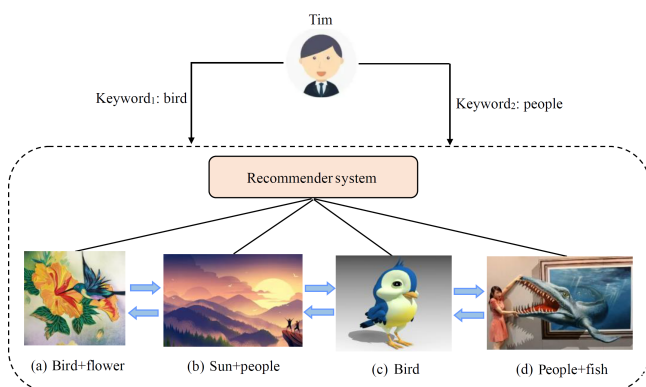 Tim
Keyword₁: bird
Keyword₂: people
Recommender system
(a) Bird+flower
(b) Sun+people
(c) Bird
(d) People+fish